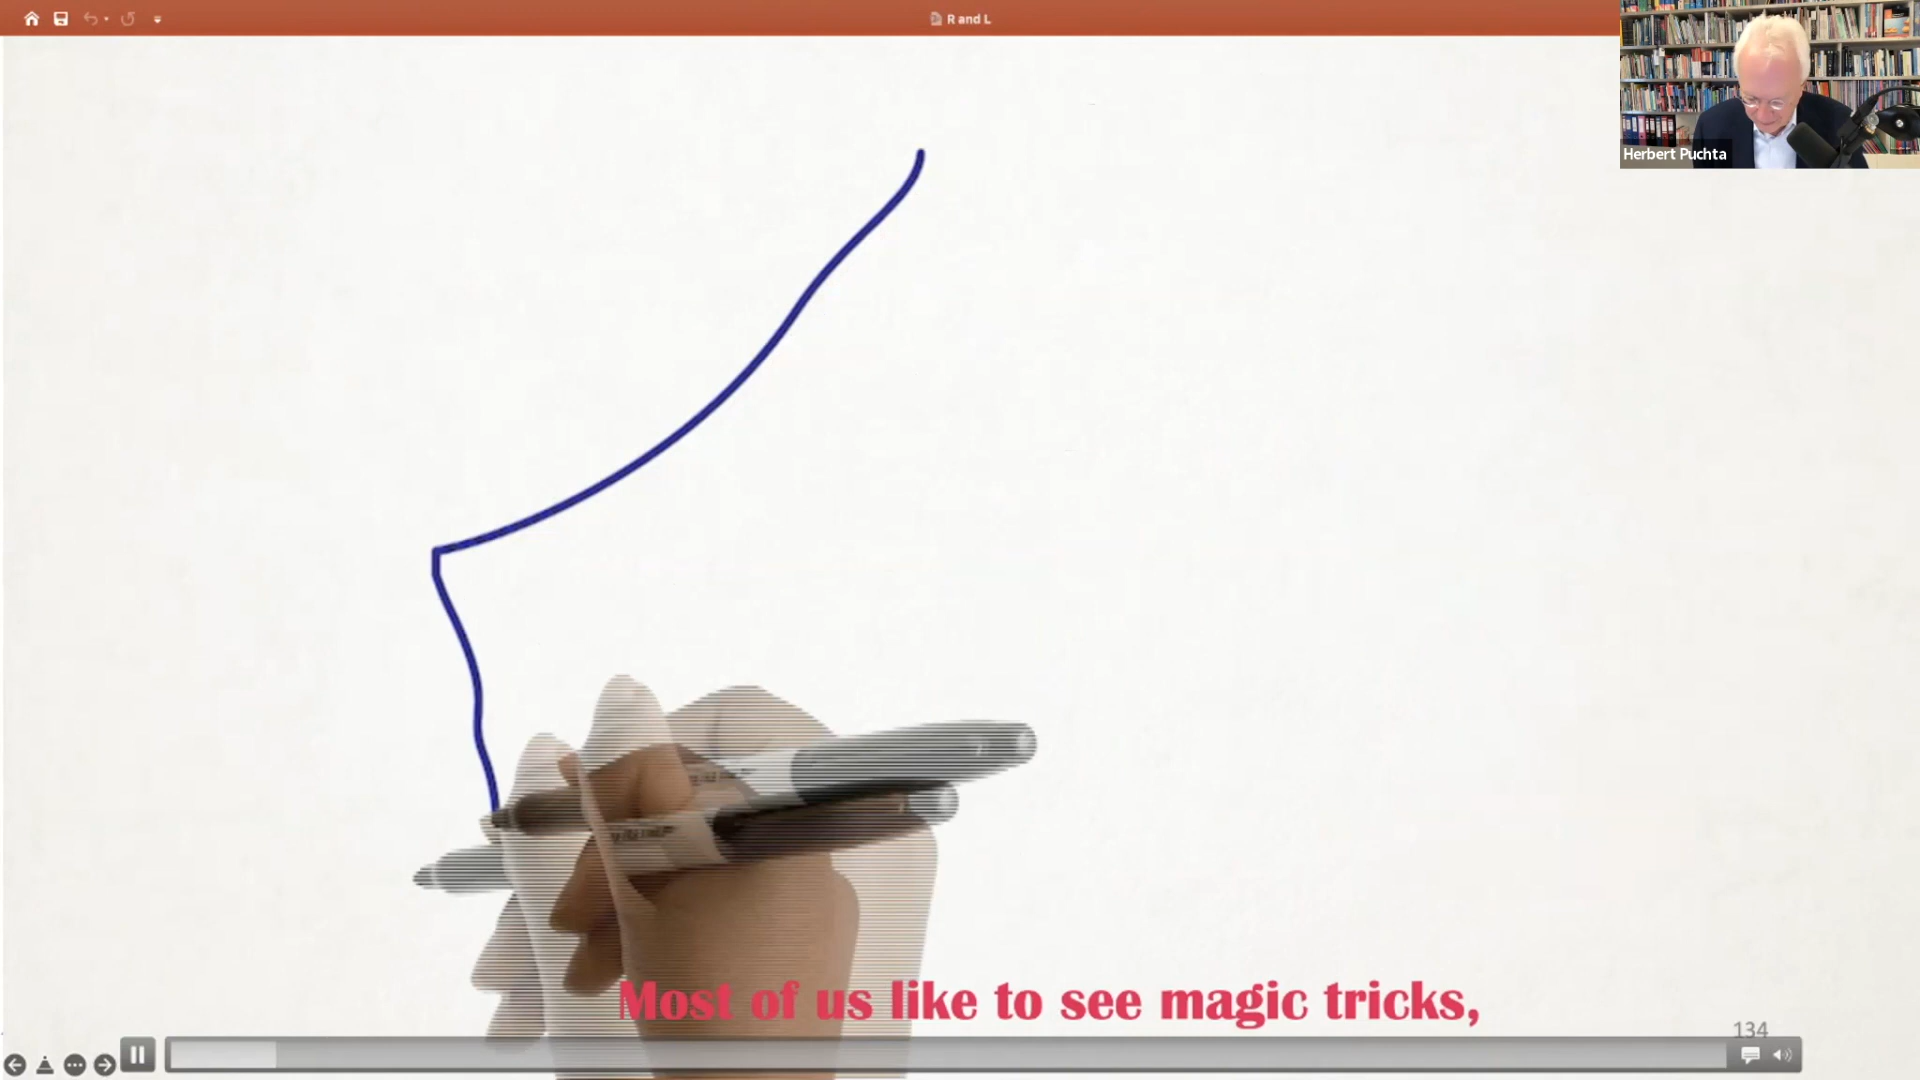 R and L
Herbert Puchta
Most of us like to see magic tricks,
134